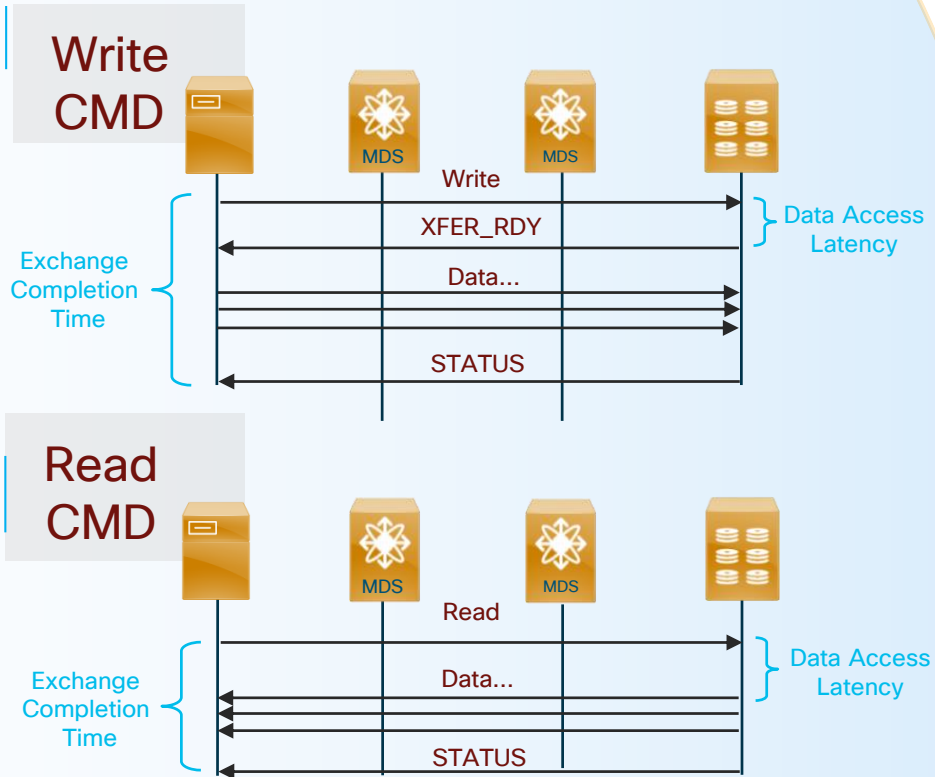 Write
CMD
MDS
MDS
Write
XFER_RDY
Data Access
Latency
Exchange
Completion
Time
Data...
STATUS
Read
CMD
MDS
MDS
Read
Data Access
Latency
Exchange
Completion
Time
Data...
STATUS